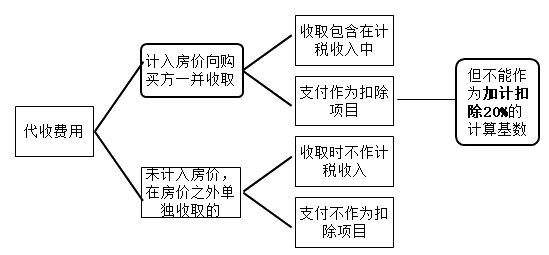 代收费用
计入房价向购
买方一并收取
收取包含在计
税收入中
支付作为扣除
项目
但不能作
为加计扣
除20%的
计算基数
未计入房价，
在房价之外单
独收取的
收取时不作计
税收入
支付不作为扣
除项目